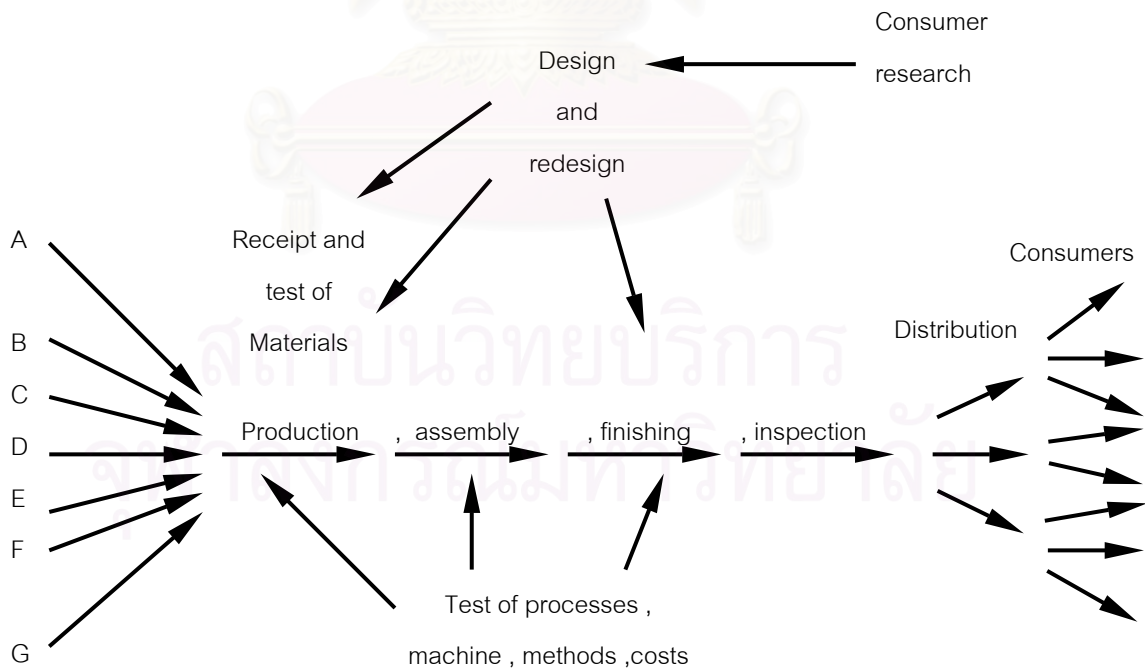 Consumer
research
Design
and
redesign
Receipt and
test of
Materials
A
B
C
D
E
F
G
Consumers
Distribution
Production , assembly , finishing , inspection
Test of processes ,
machine , methods ,costs
สถาบันวิทยบริการ
จุฬาลงกรณ์มหาวิทยาลัย